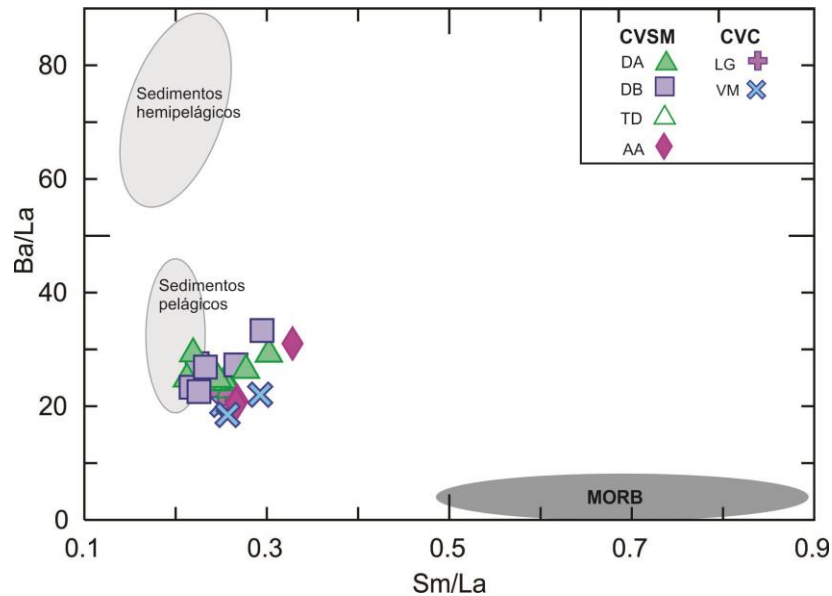 CVSM CVC
DA LG
DB VM
TD
AA
Sedimentos
hemipelágicos
Sedimentos
pelágicos
MORB
Ba/La
80
60
40
20
0
0.1 0.3 0.5 0.7 0.9
Sm/La